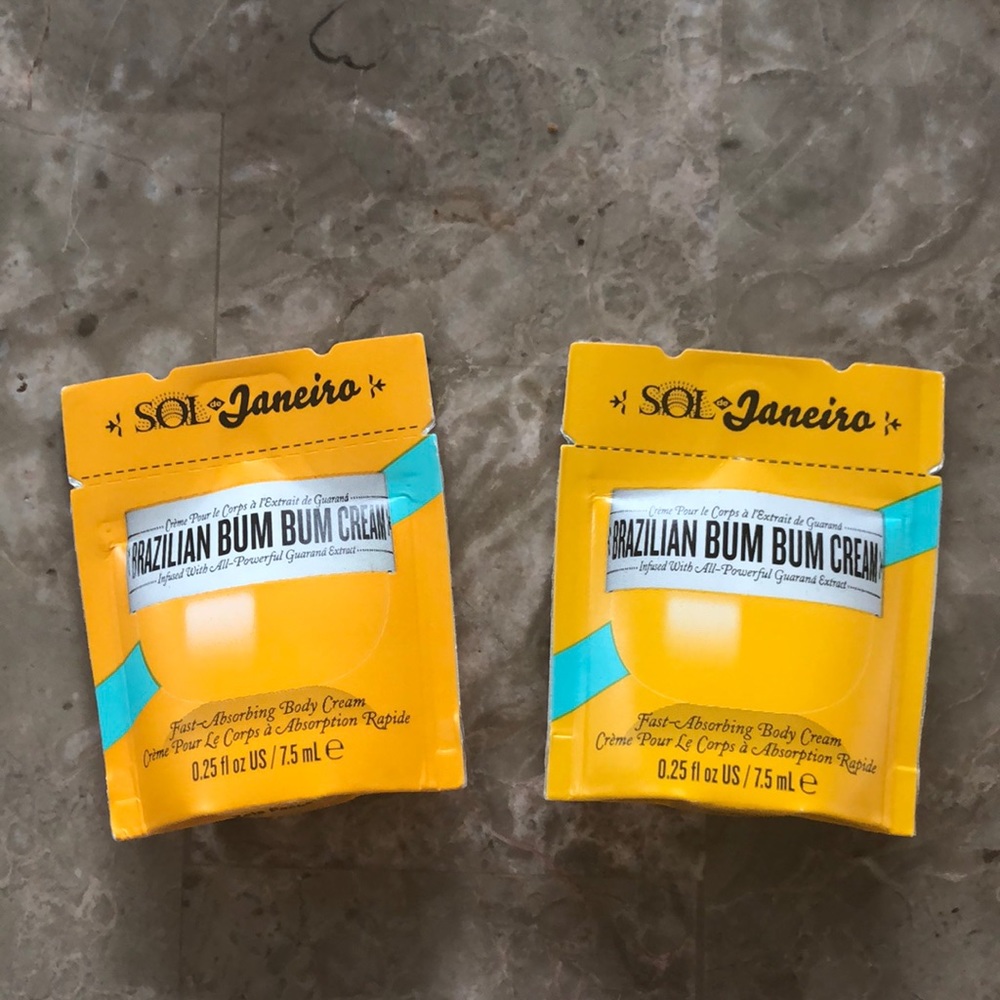 SOL de Janeiro
Crème Pour le Corps à l'Extrait de Guaraná
BRAZILIAN BUM BUM CREAM
Infused With All-Powerful Guaraná Extract
Fast-Absorbing Body Cream
Crème Pour Le Corps à Absorption Rapide
0.25 fl oz US / 7.5 mL ℮
SOL de Janeiro
Crème Pour le Corps à l'Extrait de Guaraná
BRAZILIAN BUM BUM CREAM
Infused With All-Powerful Guaraná Extract
Fast-Absorbing Body Cream
Crème Pour Le Corps à Absorption Rapide
0.25 fl oz US / 7.5 mL ℮